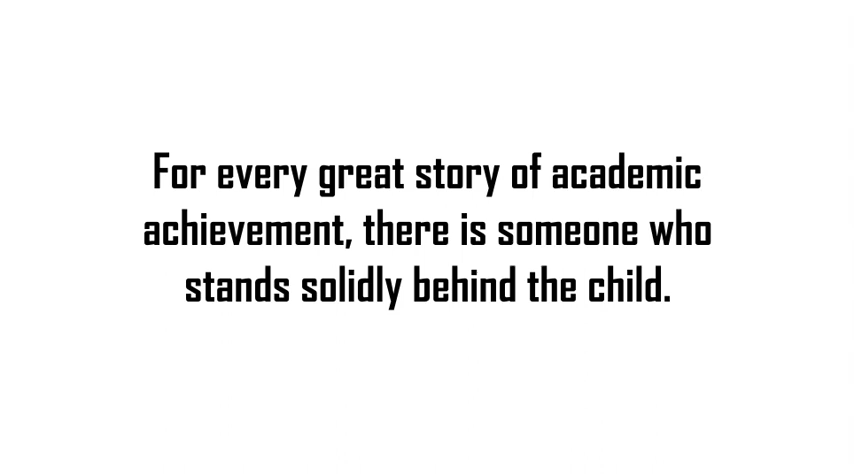 For every great story of academic
achievement, there is someone who
stands solidly behind the child.